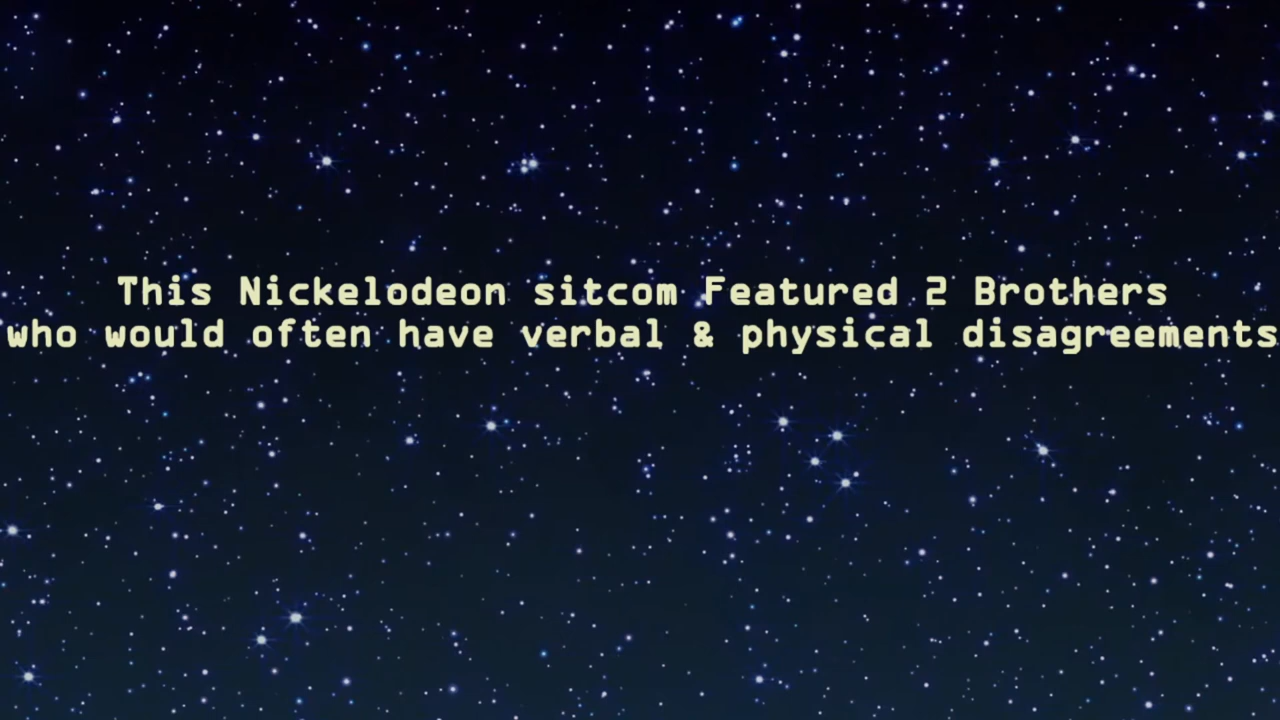 This Nickelodeon sitcom Featured 2 Brothers
who would often have verbal & physical disagreements